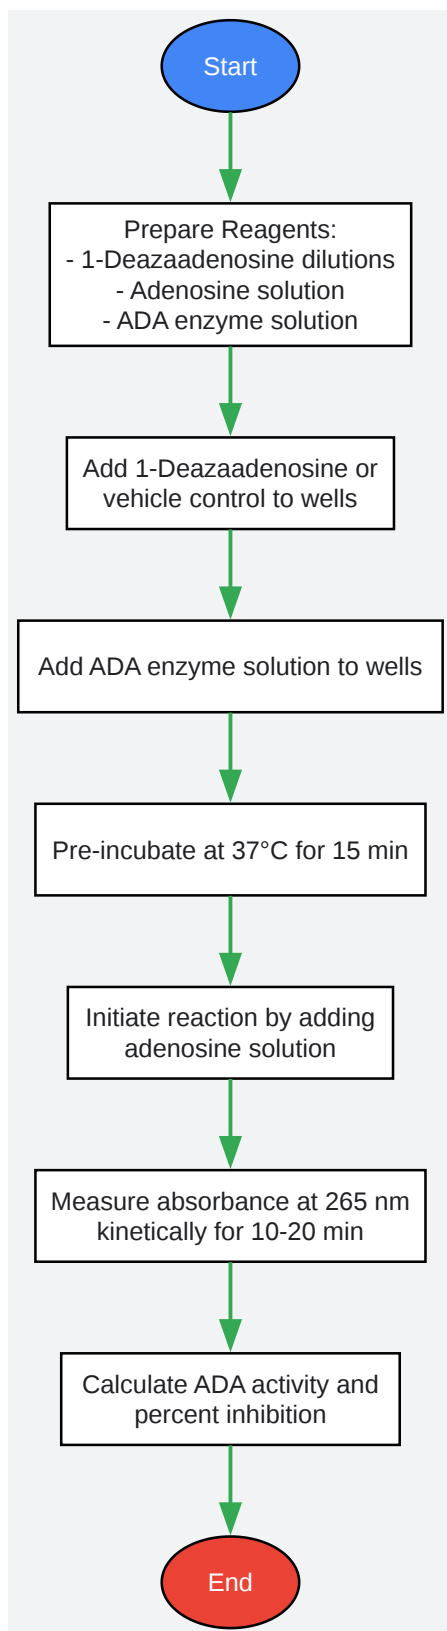 Start
Prepare Reagents:
- 1-Deazaadenosine dilutions
- Adenosine solution
- ADA enzyme solution
Add 1-Deazaadenosine or
vehicle control to wells
Add ADA enzyme solution to wells
Pre-incubate at 37°C for 15 min
Initiate reaction by adding
adenosine solution
Measure absorbance at 265 nm
kinetically for 10-20 min
Calculate ADA activity and
percent inhibition
End